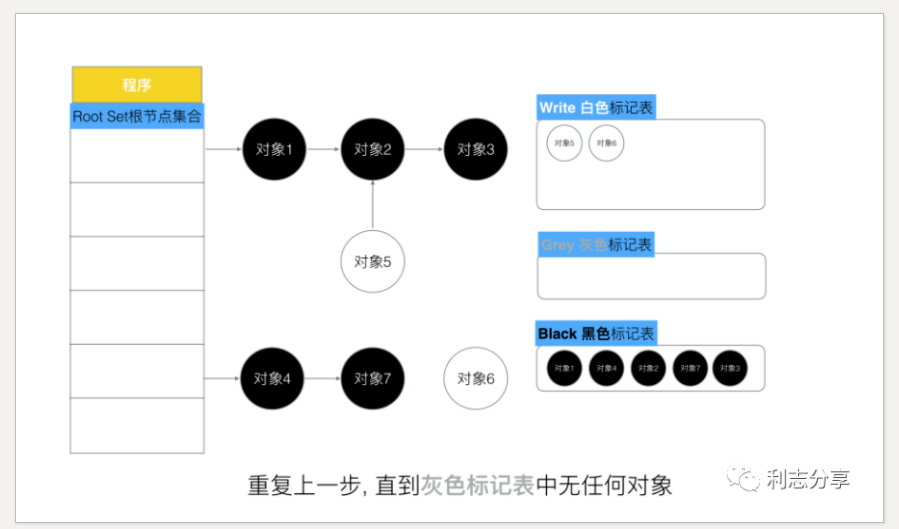 程序
Root Set根节点集合
对象1
对象2
对象3
对象5
对象4
对象7
对象6
Write 白色标记表
对象5 对象6
Grey 灰色标记表
Black 黑色标记表
对象1 对象4 对象2 对象7 对象3
重复上一步, 直到灰色标记表中无任何对象
利志分享